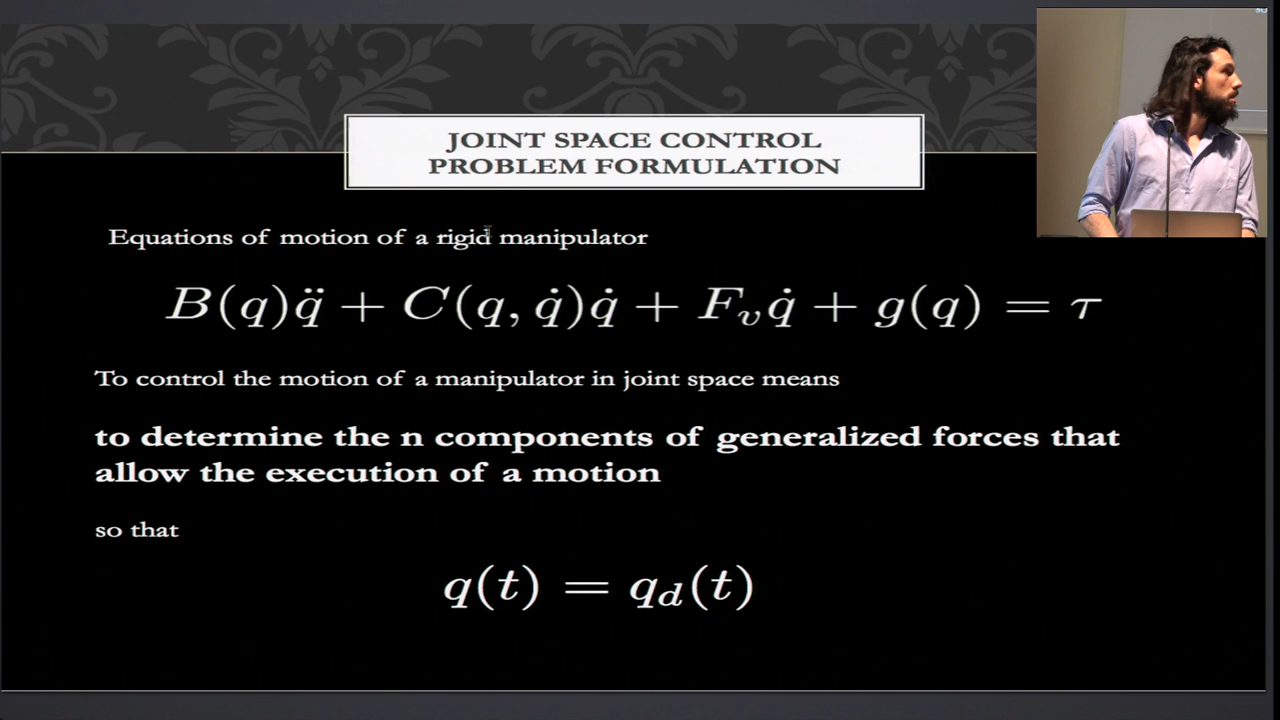 JOINT SPACE CONTROL
PROBLEM FORMULATION
Equations of motion of a rigid manipulator
B(q)q̈ + C(q, q̇)q̇ + F_v q̇ + g(q) = τ
To control the motion of a manipulator in joint space means
to determine the n components of generalized forces that
allow the execution of a motion
so that
q(t) = q_d(t)